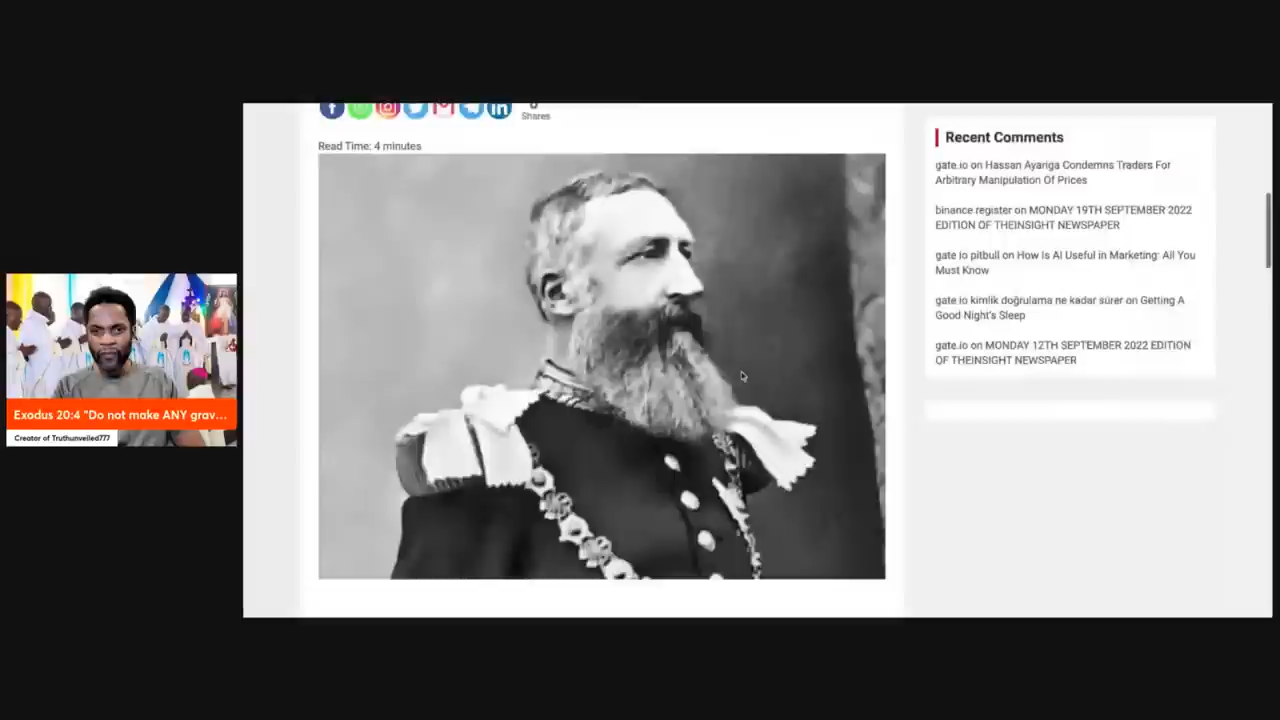 Shares
Read Time: 4 minutes
Recent Comments
gate.io on Hassan Ayariga Condemns Traders For
Arbitrary Manipulation Of Prices
binance register on MONDAY 19TH SEPTEMBER 2022
EDITION OF THEINSIGHT NEWSPAPER
gate io pitbull on How Is AI Useful in Marketing: All You
Must Know
gate io kimlik doğrulama ne kadar sürer on Getting A
Good Night's Sleep
gate.io on MONDAY 12TH SEPTEMBER 2022 EDITION
OF THEINSIGHT NEWSPAPER
Exodus 20:4 "Do not make ANY grav...
Creator of Truthunveiled777